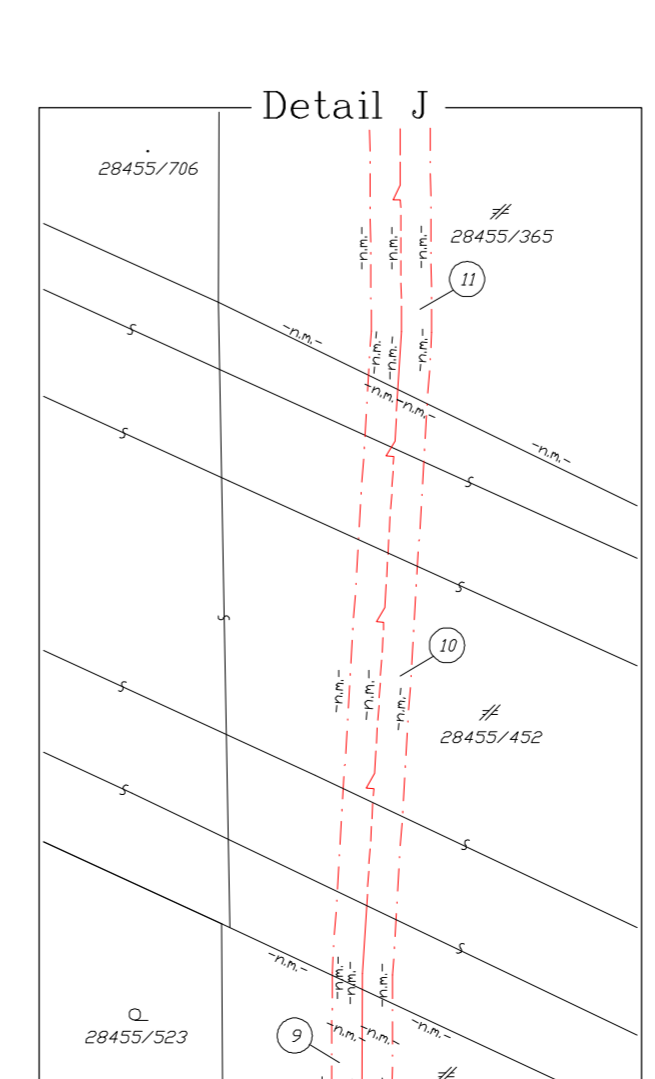 Detail J
28455/706
28455/365
-n.m.-
-n.m.-
-n.m.-
11
-n.m.-
-n.m.-
-n.m.-
-n.m.-
-n.m.-
-n.m.-
-n.m.-
S
S
S
S
S
S
10
-n.m.-
-n.m.-
-n.m.-
28455/452
S
S
S
S
-n.m.-
-n.m.-
-n.m.-
-n.m.-
28455/523
9
-n.m.-
-n.m.-
-n.m.-